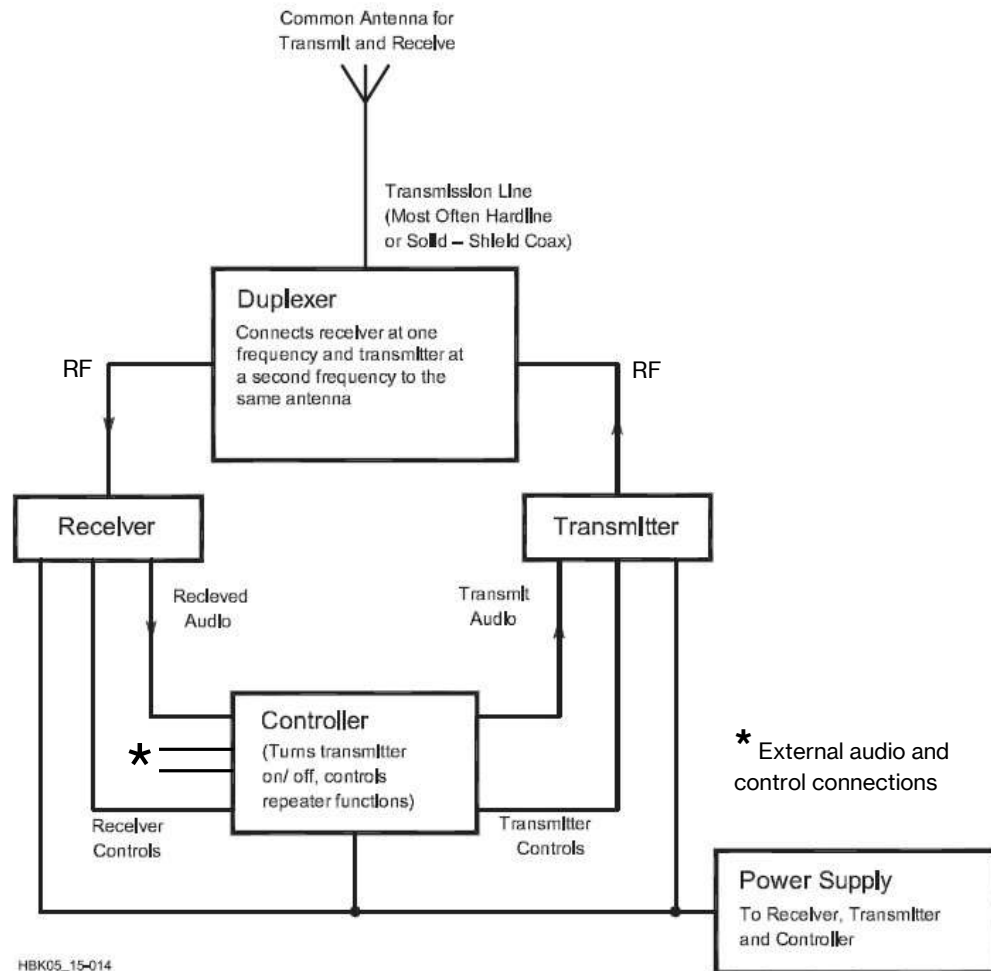 Common Antenna for
Transmit and Receive
Transmission Line
(Most Often Hardline
or Solid – Shield Coax)
Duplexer
Connects receiver at one
frequency and transmitter at
a second frequency to the
same antenna
RF
RF
Receiver
Transmitter
Recieved
Audio
Transmit
Audio
Controller
(Turns transmitter
on/ off, controls
repeater functions)
*
* External audio and
control connections
Receiver
Controls
Transmitter
Controls
Power Supply
To Receiver, Transmitter
and Controller
HBK05_15-014